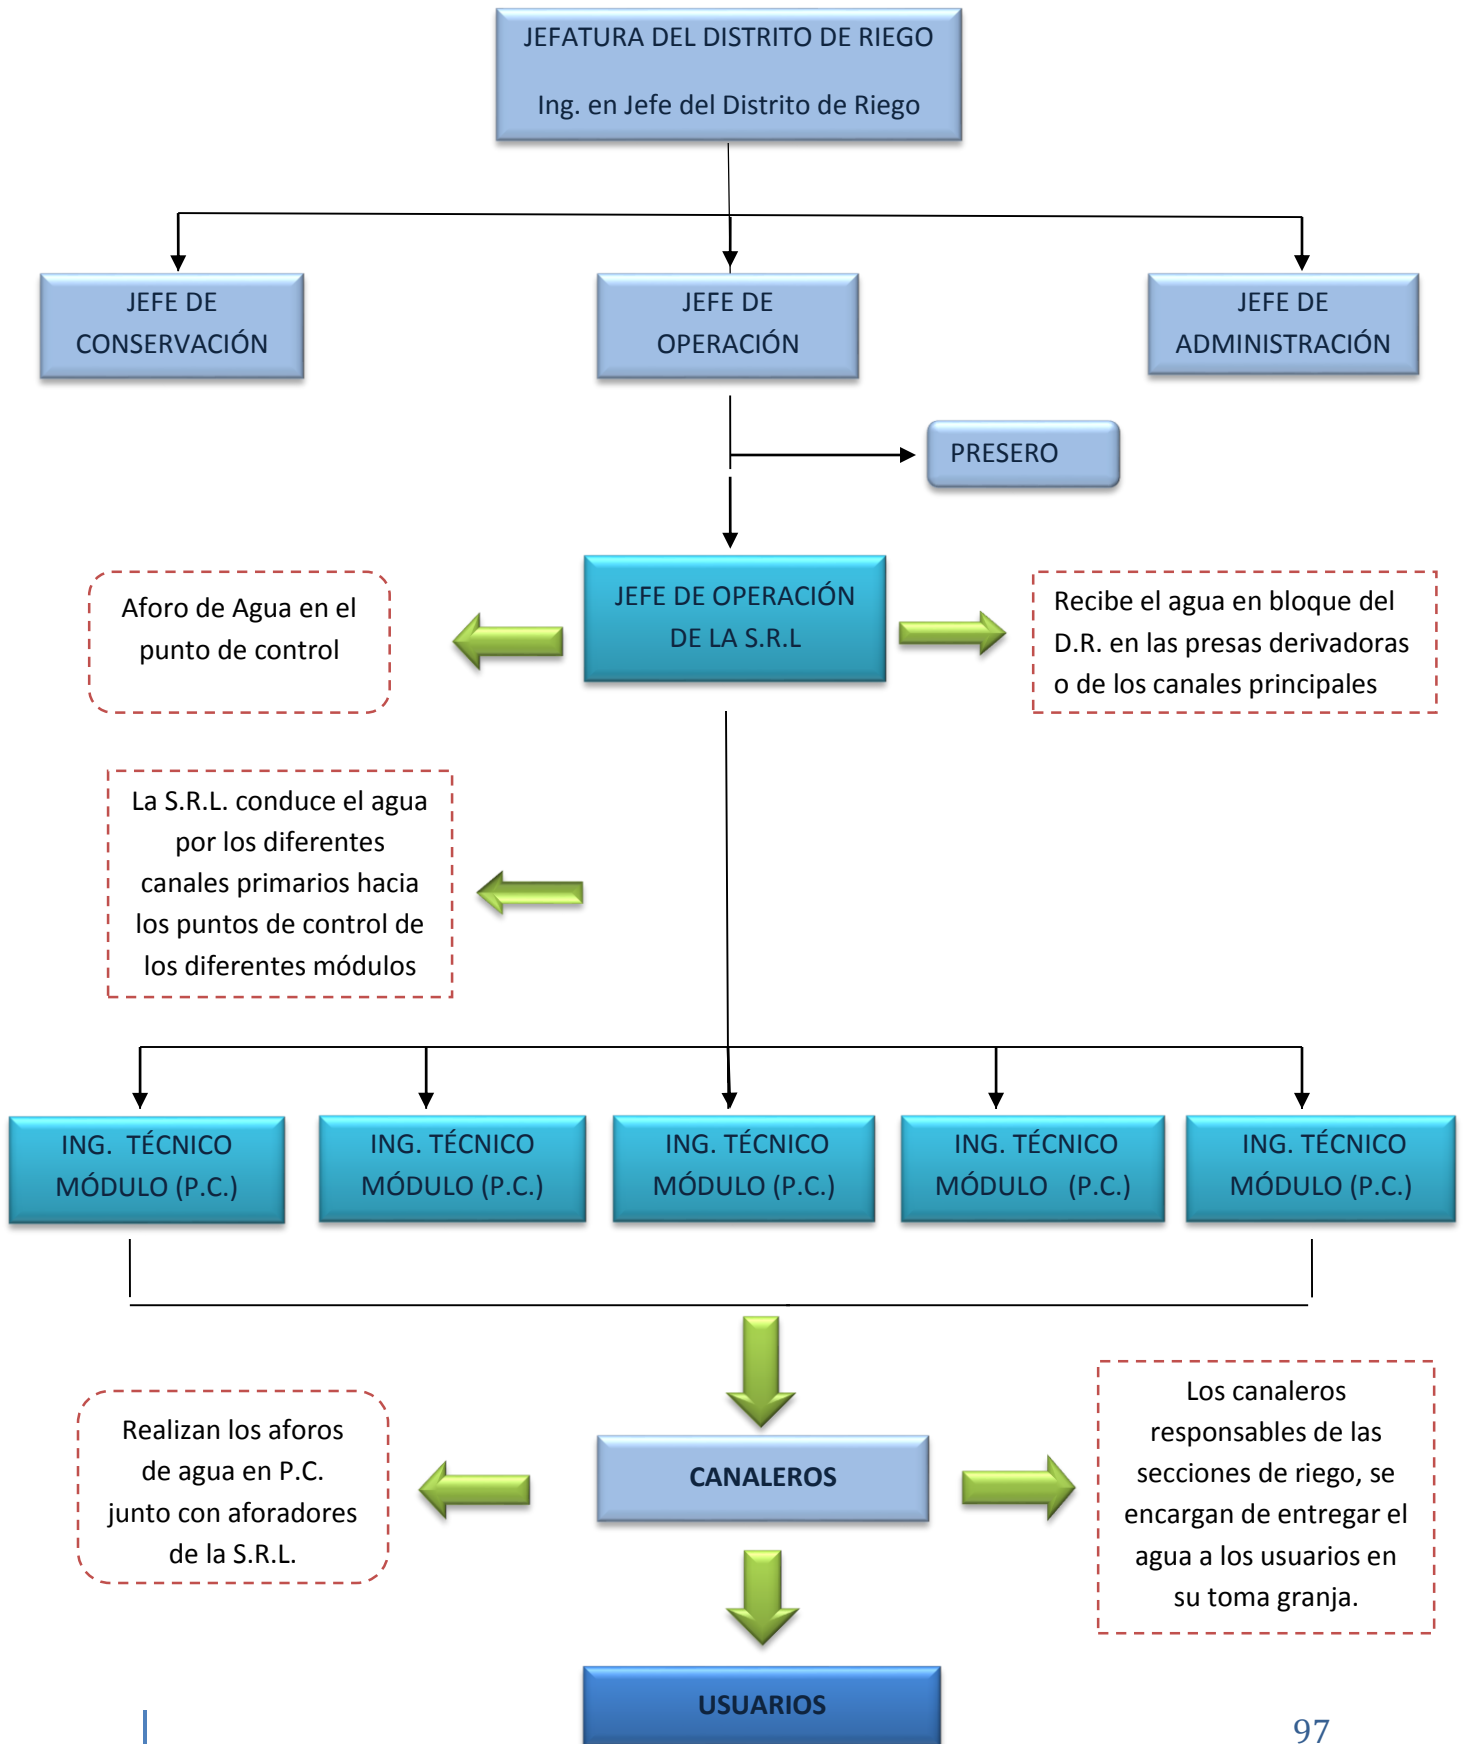 JEFATURA DEL DISTRITO DE RIEGO
Ing. en Jefe del Distrito de Riego
JEFE DE
CONSERVACIÓN
JEFE DE
OPERACIÓN
JEFE DE
ADMINISTRACIÓN
PRESERO
JEFE DE OPERACIÓN
DE LA S.R.L
Aforo de Agua en el
punto de control
Recibe el agua en bloque del
D.R. en las presas derivadoras
o de los canales principales
La S.R.L. conduce el agua
por los diferentes
canales primarios hacia
los puntos de control de
los diferentes módulos
ING. TÉCNICO
MÓDULO (P.C.)
ING. TÉCNICO
MÓDULO (P.C.)
ING. TÉCNICO
MÓDULO (P.C.)
ING. TÉCNICO
MÓDULO (P.C.)
ING. TÉCNICO
MÓDULO (P.C.)
Realizan los aforos
de agua en P.C.
junto con aforadores
de la S.R.L.
CANALEROS
Los canaleros
responsables de las
secciones de riego, se
encargan de entregar el
agua a los usuarios en
su toma granja.
USUARIOS
97